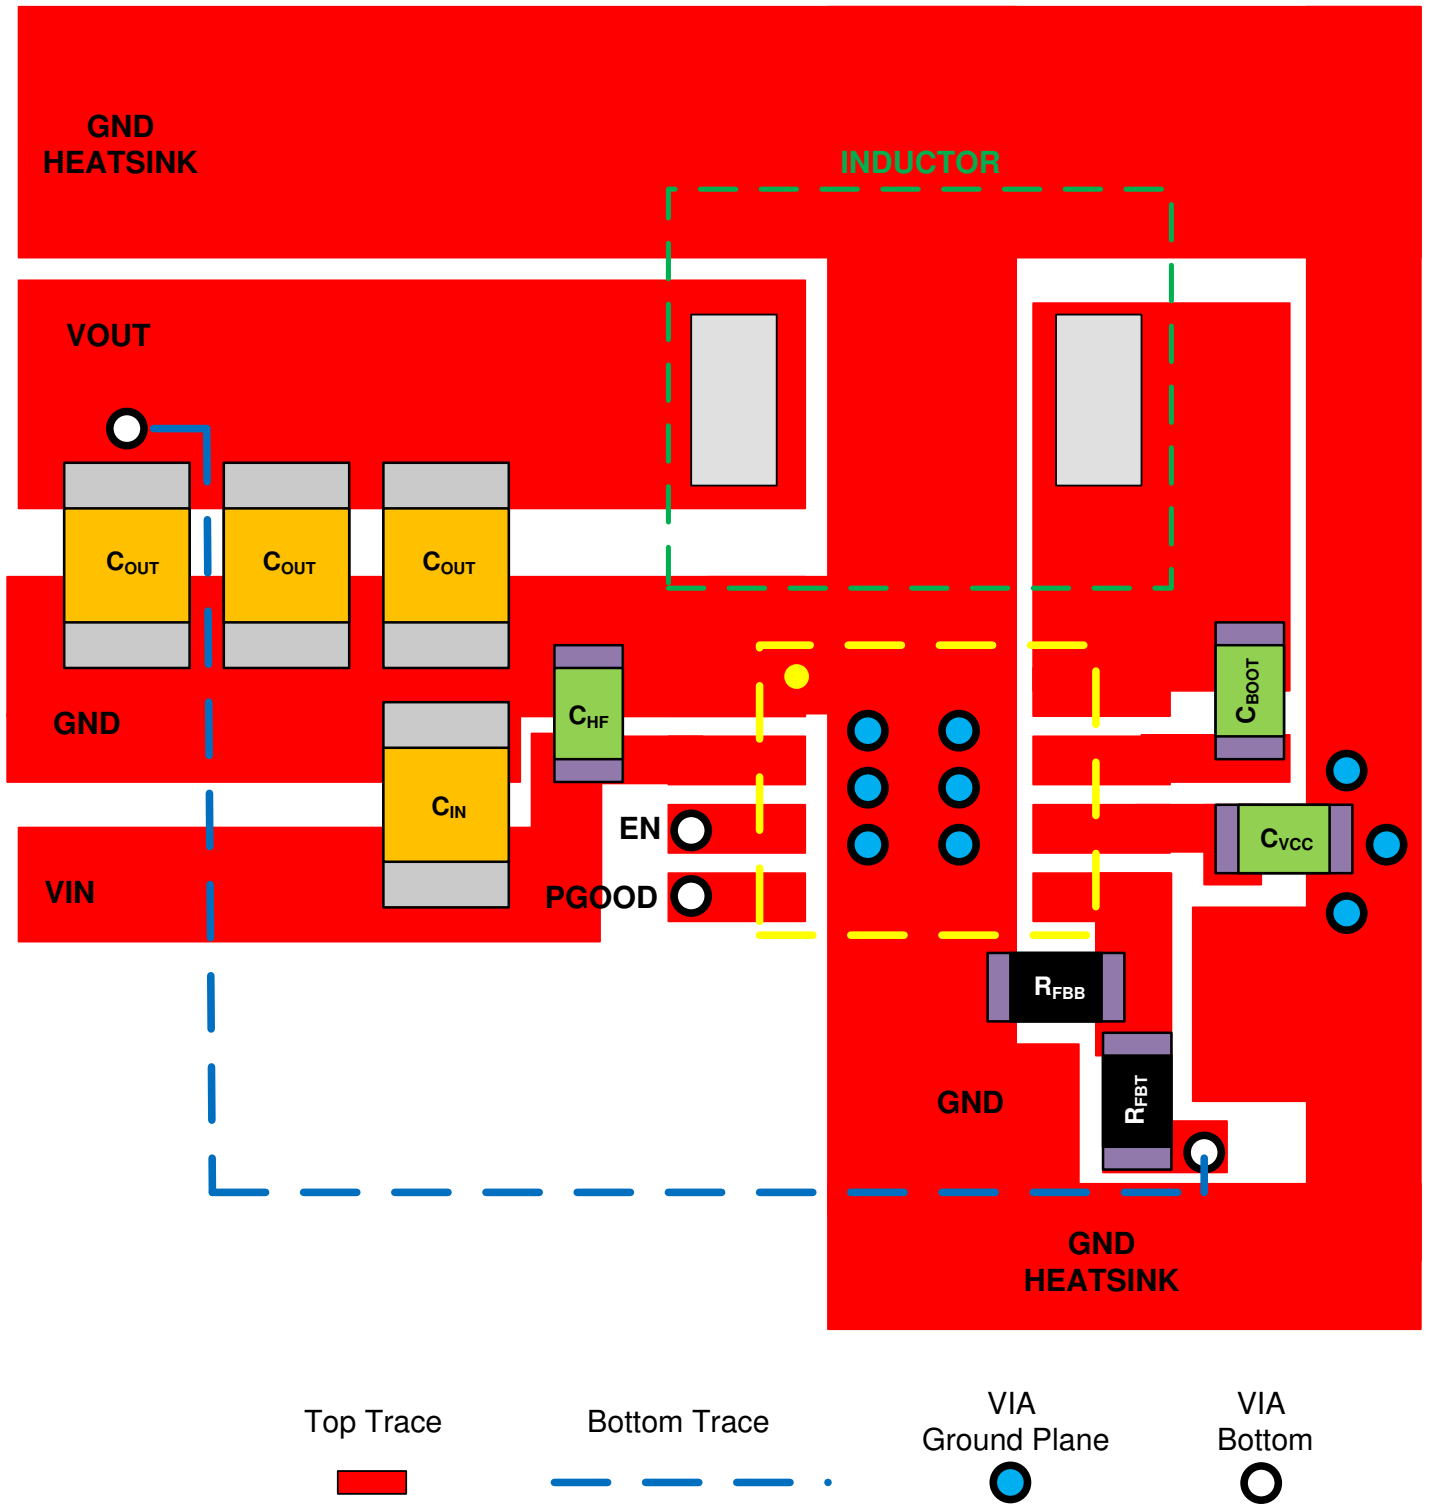 GND
HEATSINK
INDUCTOR
VOUT
COUT
COUT
COUT
CBOOT
CHF
GND
CIN
EN
CVCC
VIN
PGOOD
RFBB
RFBT
GND
GND
HEATSINK
Top Trace
Bottom Trace
VIA
Ground Plane
VIA
Bottom